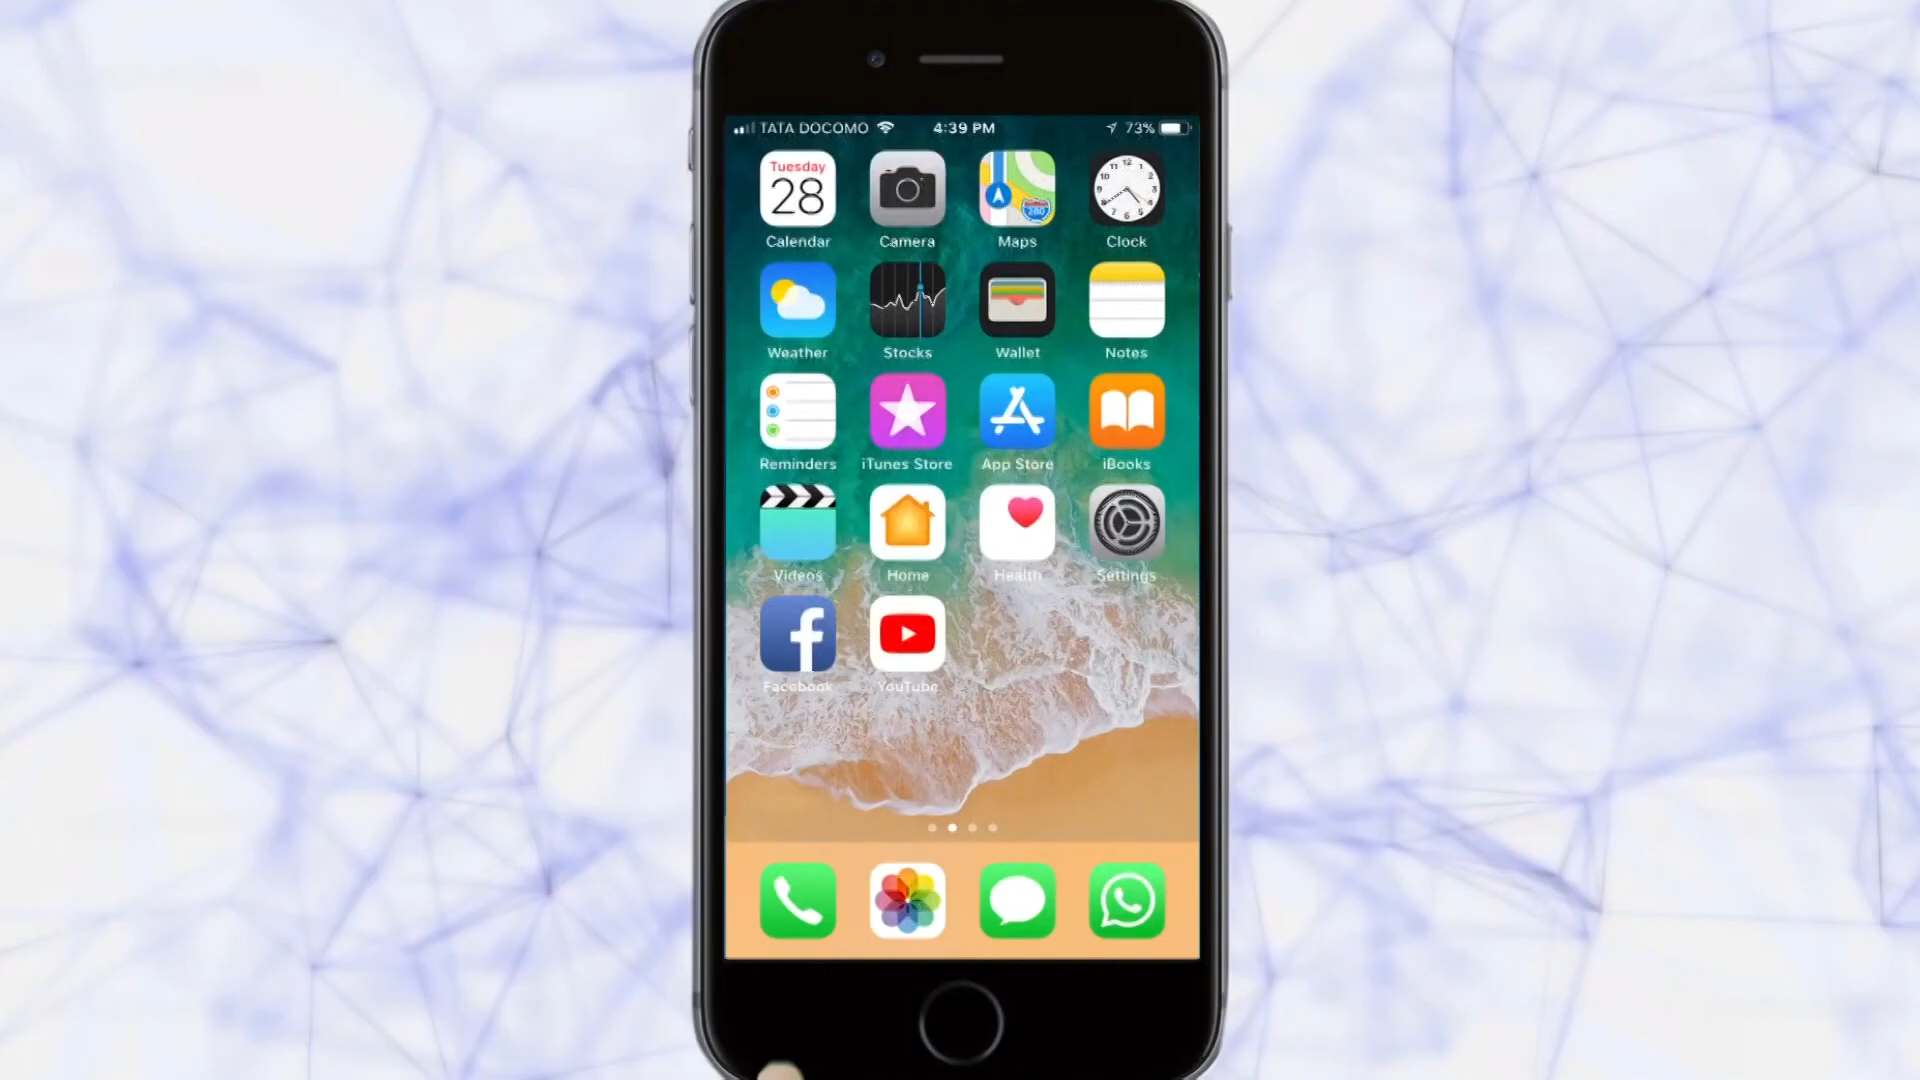 TATA DOCOMO 4:39 PM 73%
Tuesday
28
Calendar Camera Maps Clock
280
Weather Stocks Wallet Notes
Reminders iTunes Store App Store iBooks
Videos Home Health Settings
Facebook YouTube